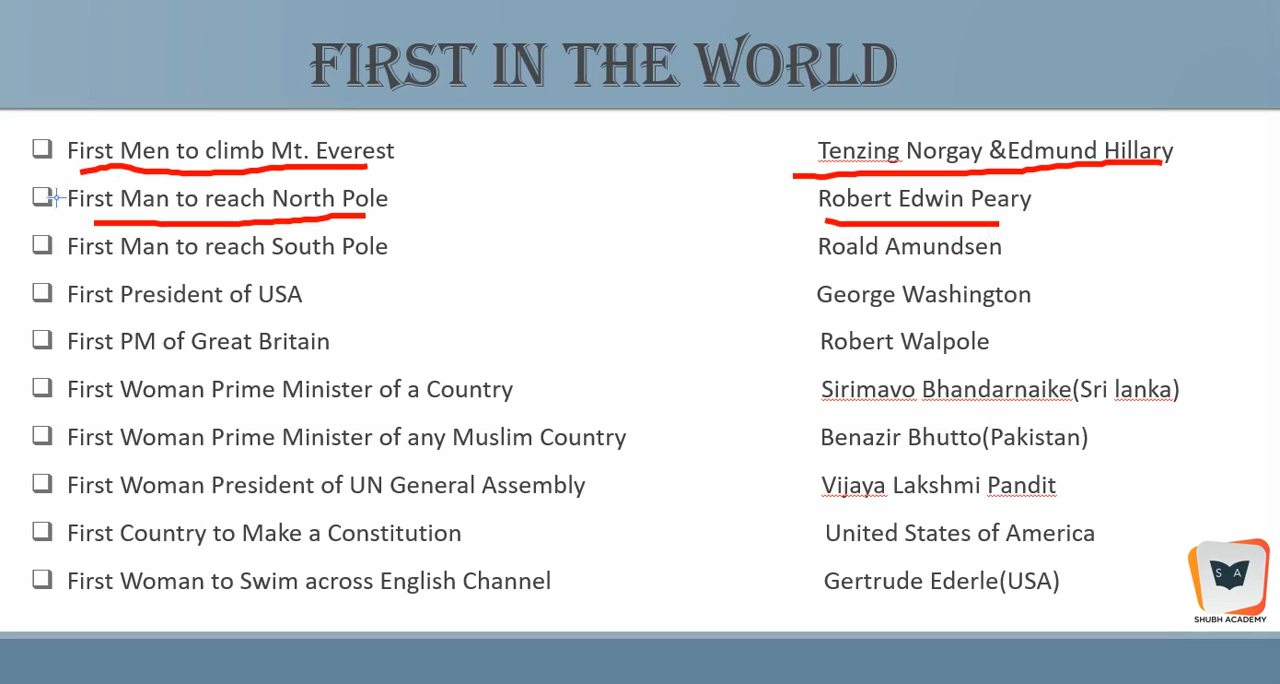 FIRST IN THE WORLD
First Men to climb Mt. Everest Tenzing Norgay &Edmund Hillary
First Man to reach North Pole Robert Edwin Peary
First Man to reach South Pole Roald Amundsen
First President of USA George Washington
First PM of Great Britain Robert Walpole
First Woman Prime Minister of a Country Sirimavo Bhandarnaike(Sri lanka)
First Woman Prime Minister of any Muslim Country Benazir Bhutto(Pakistan)
First Woman President of UN General Assembly Vijaya Lakshmi Pandit
First Country to Make a Constitution United States of America
First Woman to Swim across English Channel Gertrude Ederle(USA)
S A
SHUBH ACADEMY